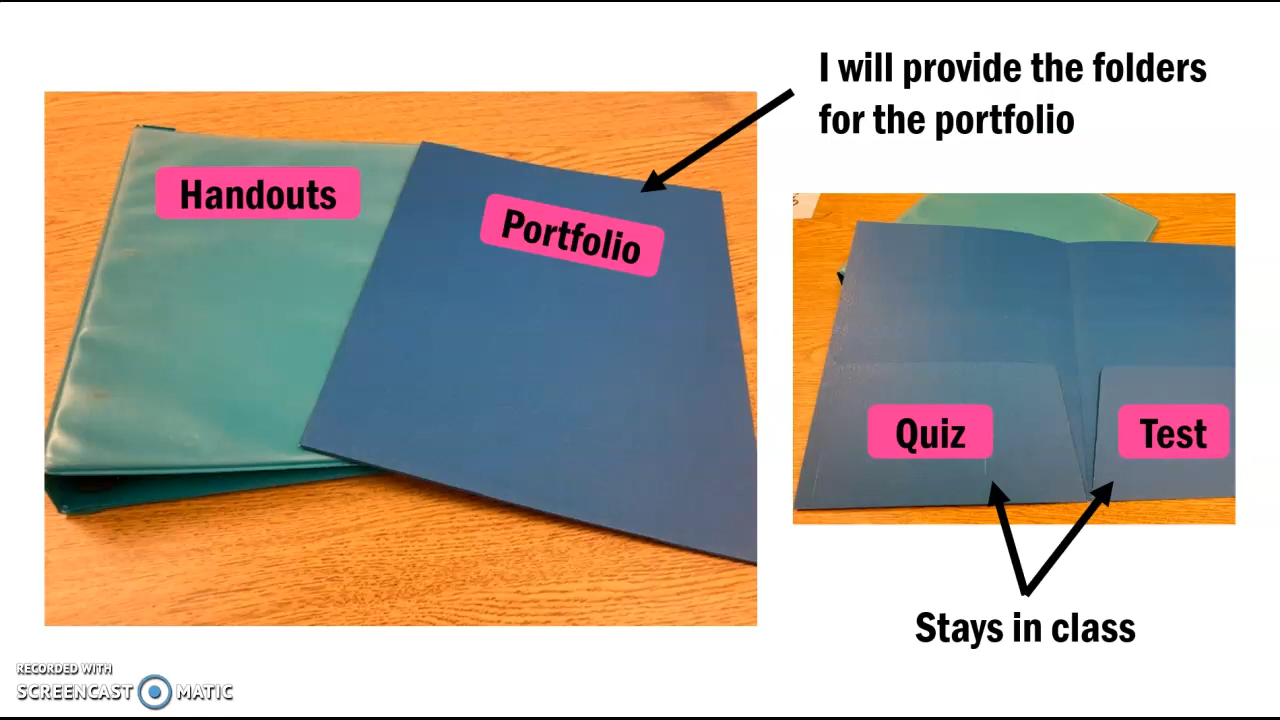 I will provide the folders
for the portfolio
Handouts
Portfolio
Quiz
Test
Stays in class
RECORDED WITH
SCREENCAST MATIC